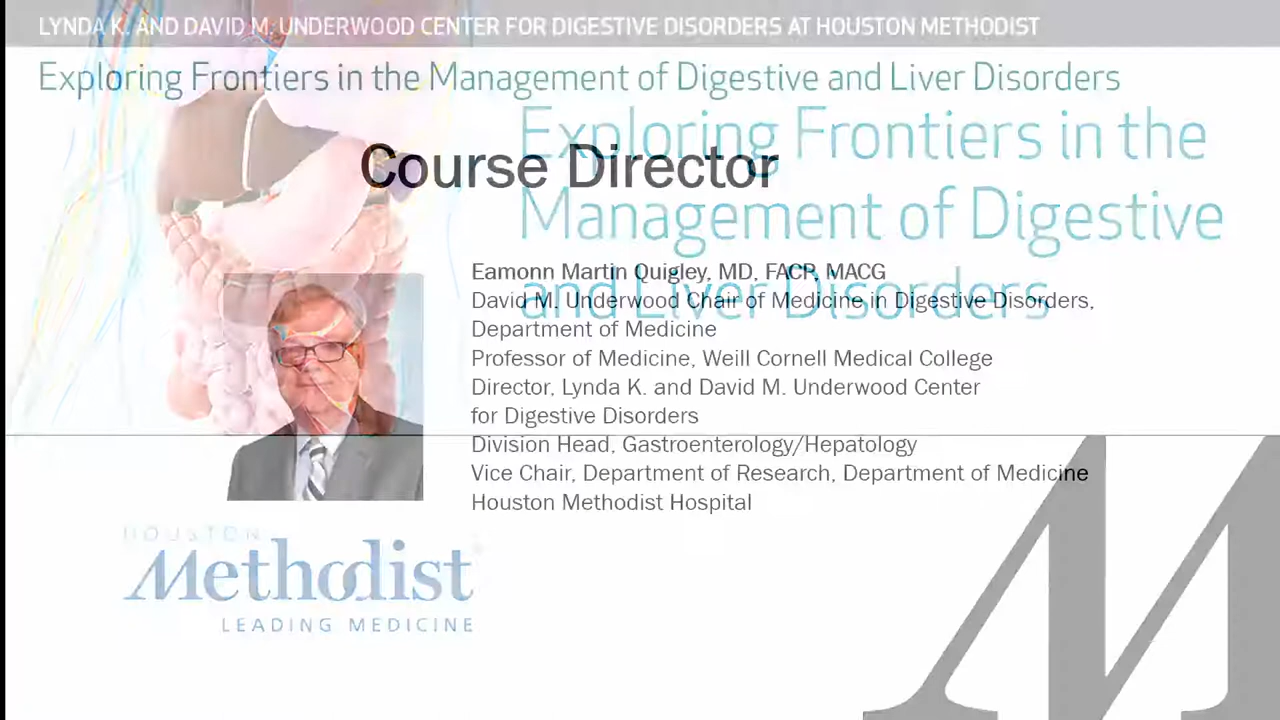 LYNDA K. AND DAVID M. UNDERWOOD CENTER FOR DIGESTIVE DISORDERS AT HOUSTON METHODIST
Exploring Frontiers in the Management of Digestive and Liver Disorders
Exploring Frontiers in the
Management of Digestive
and Liver Disorders
Course Director
Eamonn Martin Quigley, MD, FACP, MACG
David M. Underwood Chair of Medicine in Digestive Disorders,
Department of Medicine
Professor of Medicine, Weill Cornell Medical College
Director, Lynda K. and David M. Underwood Center
for Digestive Disorders
Division Head, Gastroenterology/Hepatology
Vice Chair, Department of Research, Department of Medicine
Houston Methodist Hospital
HOUSTON
Methodist
LEADING MEDICINE
M